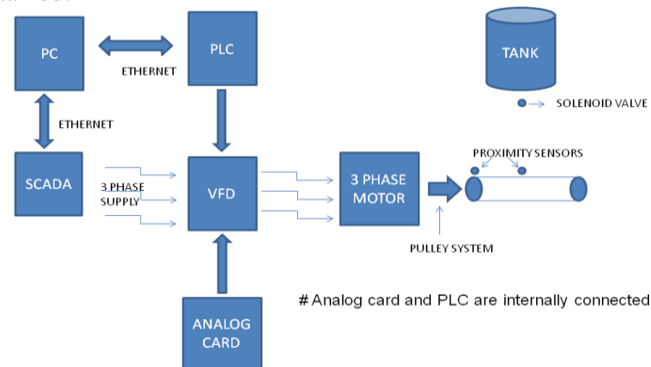 PC
ETHERNET
PLC
TANK
SOLENOID VALVE
ETHERNET
SCADA
3 PHASE
SUPPLY
VFD
3 PHASE
MOTOR
PROXIMITY SENSORS
PULLEY SYSTEM
# Analog card and PLC are internally connected
ANALOG
CARD